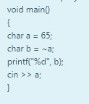 void main()
{
char a = 65;
char b = ~a;
printf("%d", b);
cin >> a;
}